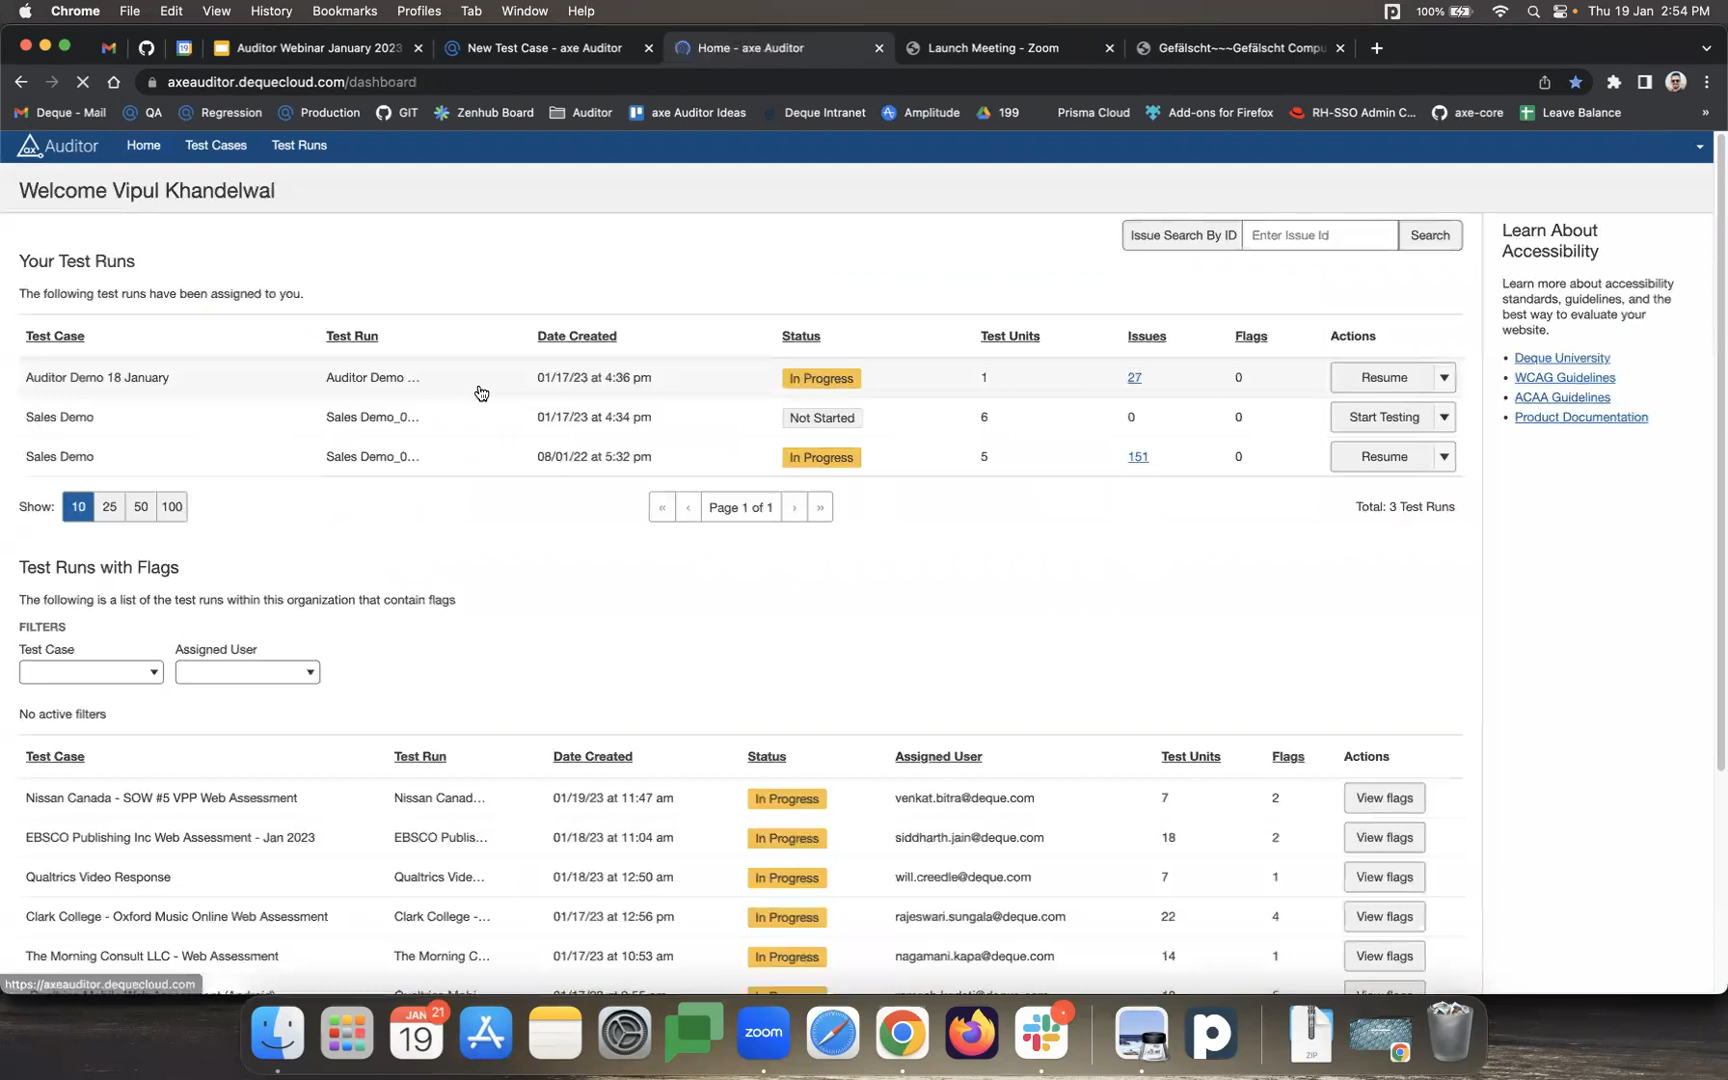 Chrome File Edit View History Bookmarks Profiles Tab Window Help 100% Thu 19 Jan 2:54 PM
Auditor Webinar January 2023 New Test Case - axe Auditor Home - axe Auditor Launch Meeting - Zoom Gefälscht~~~Gefälscht Compu
axeauditor.dequecloud.com/dashboard
Deque - Mail QA Regression Production GIT Zenhub Board Auditor axe Auditor Ideas Deque Intranet Amplitude 199 Prisma Cloud Add-ons for Firefox RH-SSO Admin C... axe-core Leave Balance »
Auditor Home Test Cases Test Runs
Welcome Vipul Khandelwal
Issue Search By ID Enter Issue Id Search
Your Test Runs
The following test runs have been assigned to you.
Test Case Test Run Date Created Status Test Units Issues Flags Actions
Auditor Demo 18 January Auditor Demo ... 01/17/23 at 4:36 pm In Progress 1 27 0 Resume
Sales Demo Sales Demo_0... 01/17/23 at 4:34 pm Not Started 6 0 0 Start Testing
Sales Demo Sales Demo_0... 08/01/22 at 5:32 pm In Progress 5 151 0 Resume
Show: 10 25 50 100 « ‹ Page 1 of 1 › » Total: 3 Test Runs
Test Runs with Flags
The following is a list of the test runs within this organization that contain flags
FILTERS
Test Case Assigned User
No active filters
Test Case Test Run Date Created Status Assigned User Test Units Flags Actions
Nissan Canada - SOW #5 VPP Web Assessment Nissan Canad... 01/19/23 at 11:47 am In Progress venkat.bitra@deque.com 7 2 View flags
EBSCO Publishing Inc Web Assessment - Jan 2023 EBSCO Publis... 01/18/23 at 11:04 am In Progress siddharth.jain@deque.com 18 2 View flags
Qualtrics Video Response Qualtrics Vide... 01/18/23 at 12:50 am In Progress will.creedle@deque.com 7 1 View flags
Clark College - Oxford Music Online Web Assessment Clark College -... 01/17/23 at 12:56 pm In Progress rajeswari.sungala@deque.com 22 4 View flags
The Morning Consult LLC - Web Assessment The Morning C... 01/17/23 at 10:53 am In Progress nagamani.kapa@deque.com 14 1 View flags
https://axeauditor.dequecloud.com
Learn About
Accessibility
Learn more about accessibility
standards, guidelines, and the
best way to evaluate your
website.
• Deque University
• WCAG Guidelines
• ACAA Guidelines
• Product Documentation
JAN 21
19
zoom
ZIP